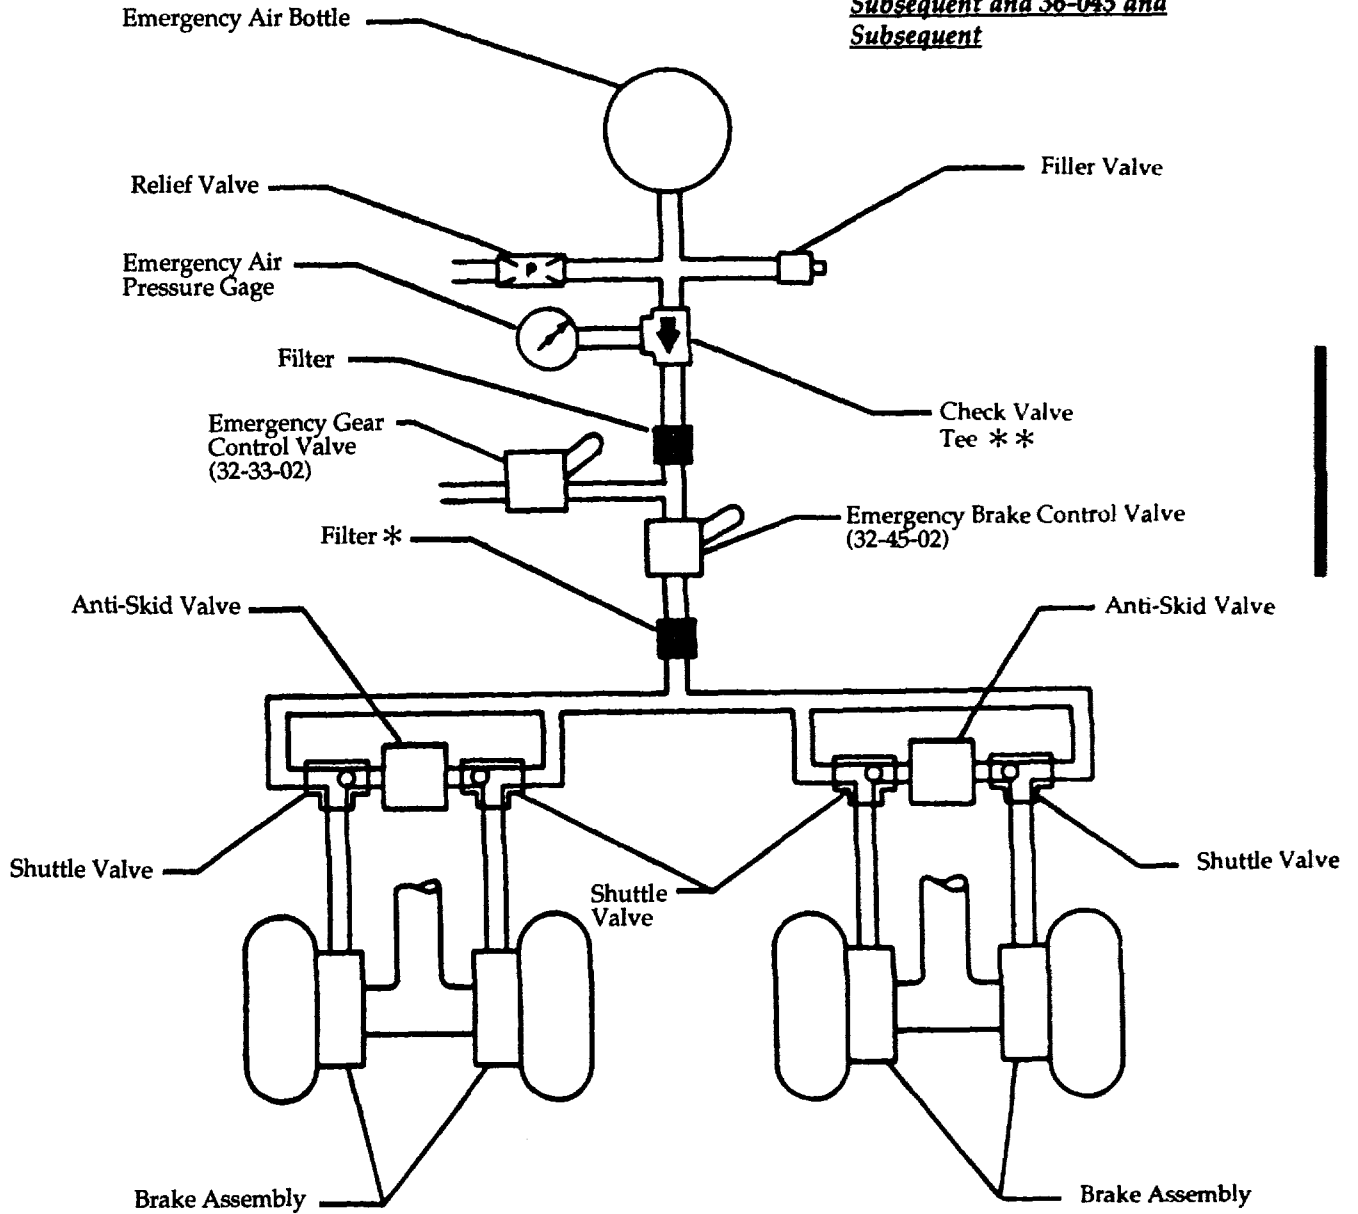 Emergency Air Bottle
Subsequent and 36-045 and
Subsequent
Relief Valve
Filler Valve
Emergency Air
Pressure Gage
Filter
Check Valve
Tee * *
Emergency Gear
Control Valve
(32-33-02)
Filter *
Emergency Brake Control Valve
(32-45-02)
Anti-Skid Valve
Anti-Skid Valve
Shuttle Valve
Shuttle
Valve
Shuttle Valve
Brake Assembly
Brake Assembly